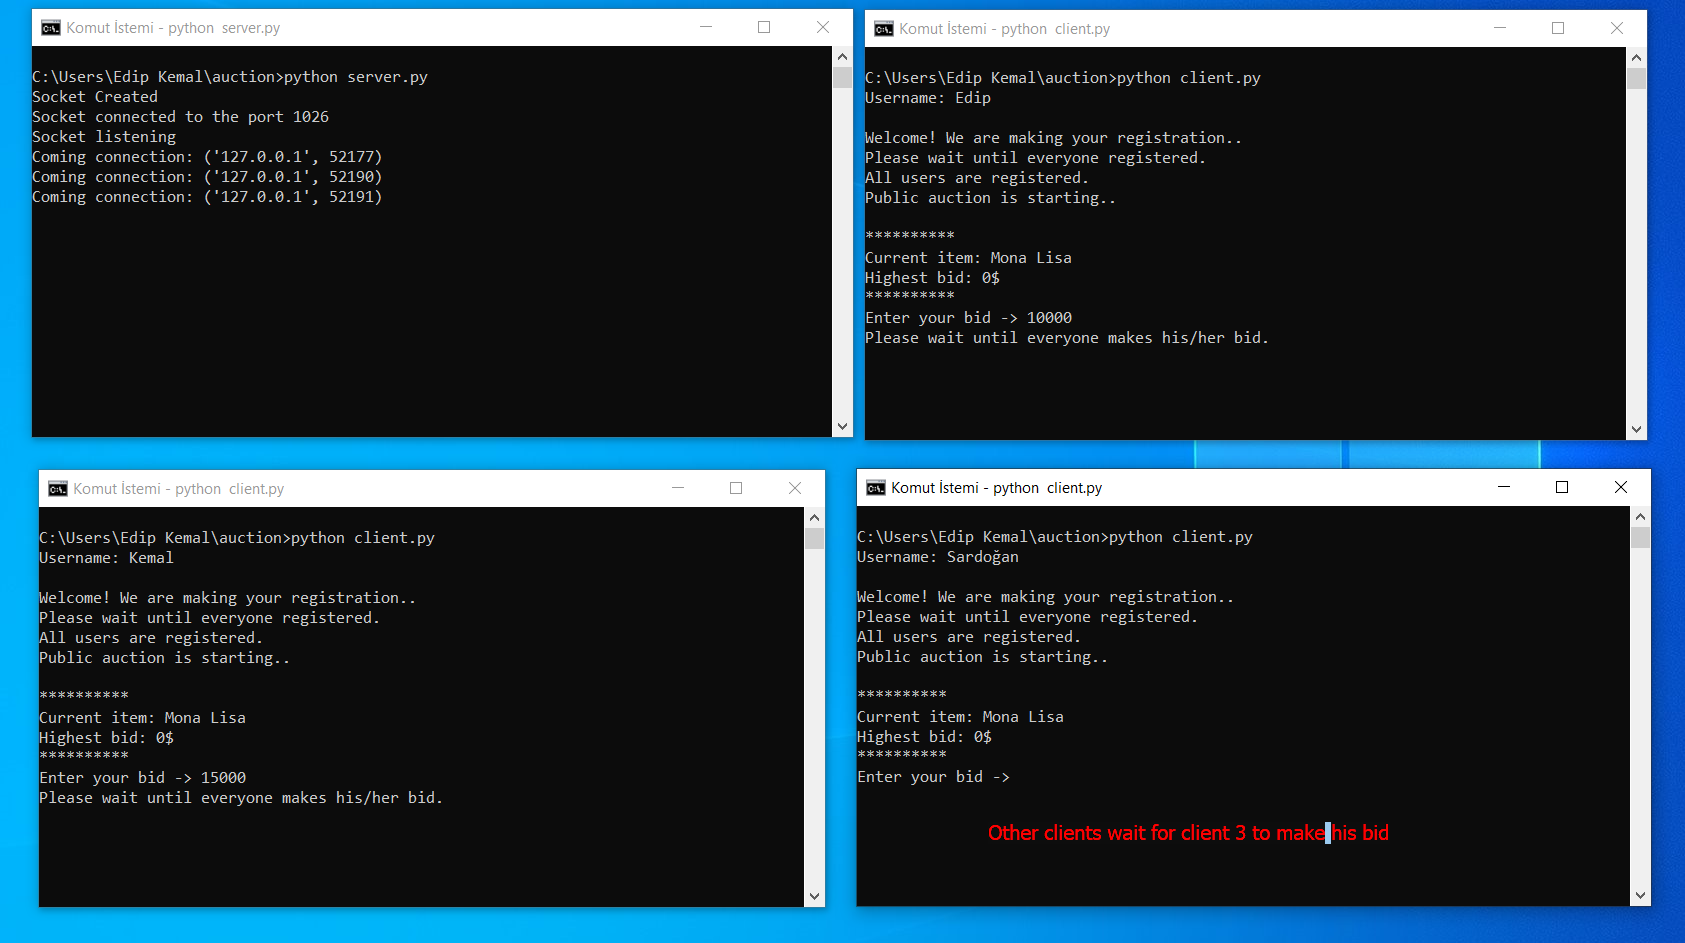 Komut İstemi - python  server.py
C:\Users\Edip Kemal\auction>python server.py
Socket Created
Socket connected to the port 1026
Socket listening
Coming connection: ('127.0.0.1', 52177)
Coming connection: ('127.0.0.1', 52190)
Coming connection: ('127.0.0.1', 52191)
Komut İstemi - python  client.py
C:\Users\Edip Kemal\auction>python client.py
Username: Edip
Welcome! We are making your registration..
Please wait until everyone registered.
All users are registered.
Public auction is starting..
**********
Current item: Mona Lisa
Highest bid: 0$
**********
Enter your bid -> 10000
Please wait until everyone makes his/her bid.
Komut İstemi - python  client.py
C:\Users\Edip Kemal\auction>python client.py
Username: Kemal
Welcome! We are making your registration..
Please wait until everyone registered.
All users are registered.
Public auction is starting..
**********
Current item: Mona Lisa
Highest bid: 0$
**********
Enter your bid -> 15000
Please wait until everyone makes his/her bid.
Komut İstemi - python  client.py
C:\Users\Edip Kemal\auction>python client.py
Username: Sardoğan
Welcome! We are making your registration..
Please wait until everyone registered.
All users are registered.
Public auction is starting..
**********
Current item: Mona Lisa
Highest bid: 0$
**********
Enter your bid ->
Other clients wait for client 3 to make his bid